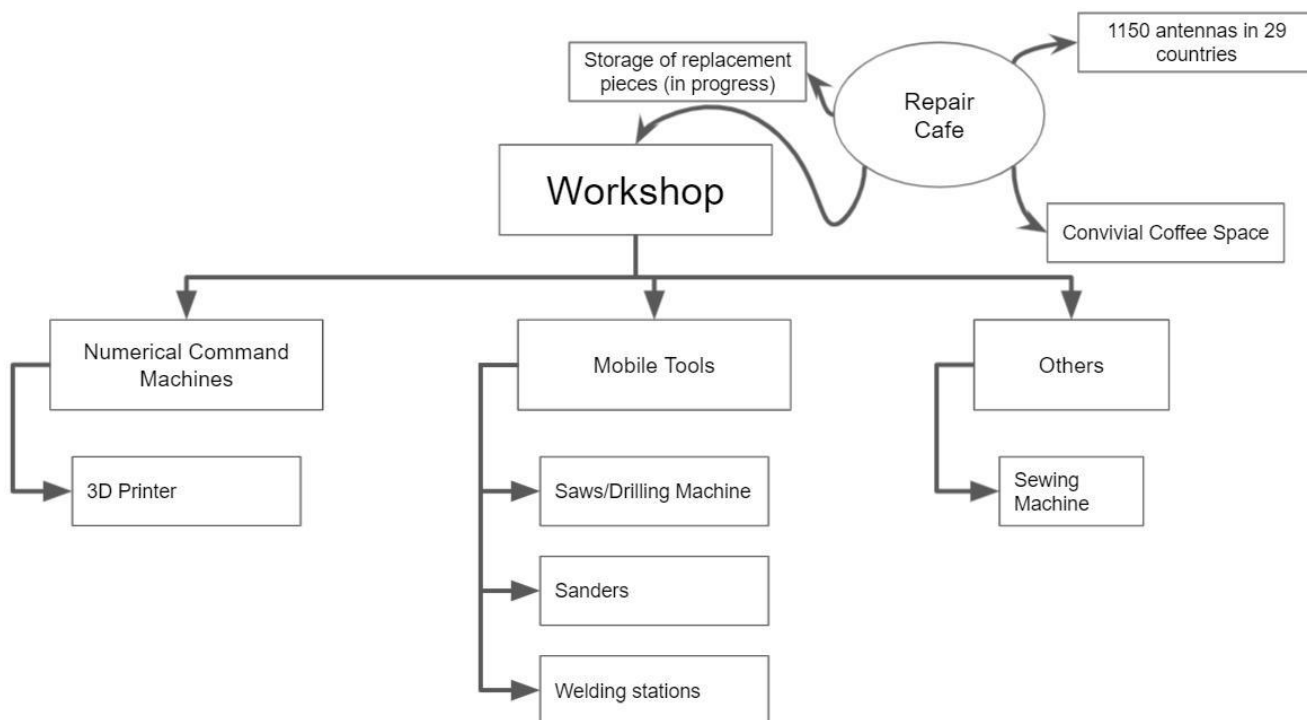 1150 antennas in 29
countries
Storage of replacement
pieces (in progress)
Repair
Cafe
Workshop
Convivial Coffee Space
Numerical Command
Machines
Mobile Tools
Others
3D Printer
Saws/Drilling Machine
Sewing
Machine
Sanders
Welding stations